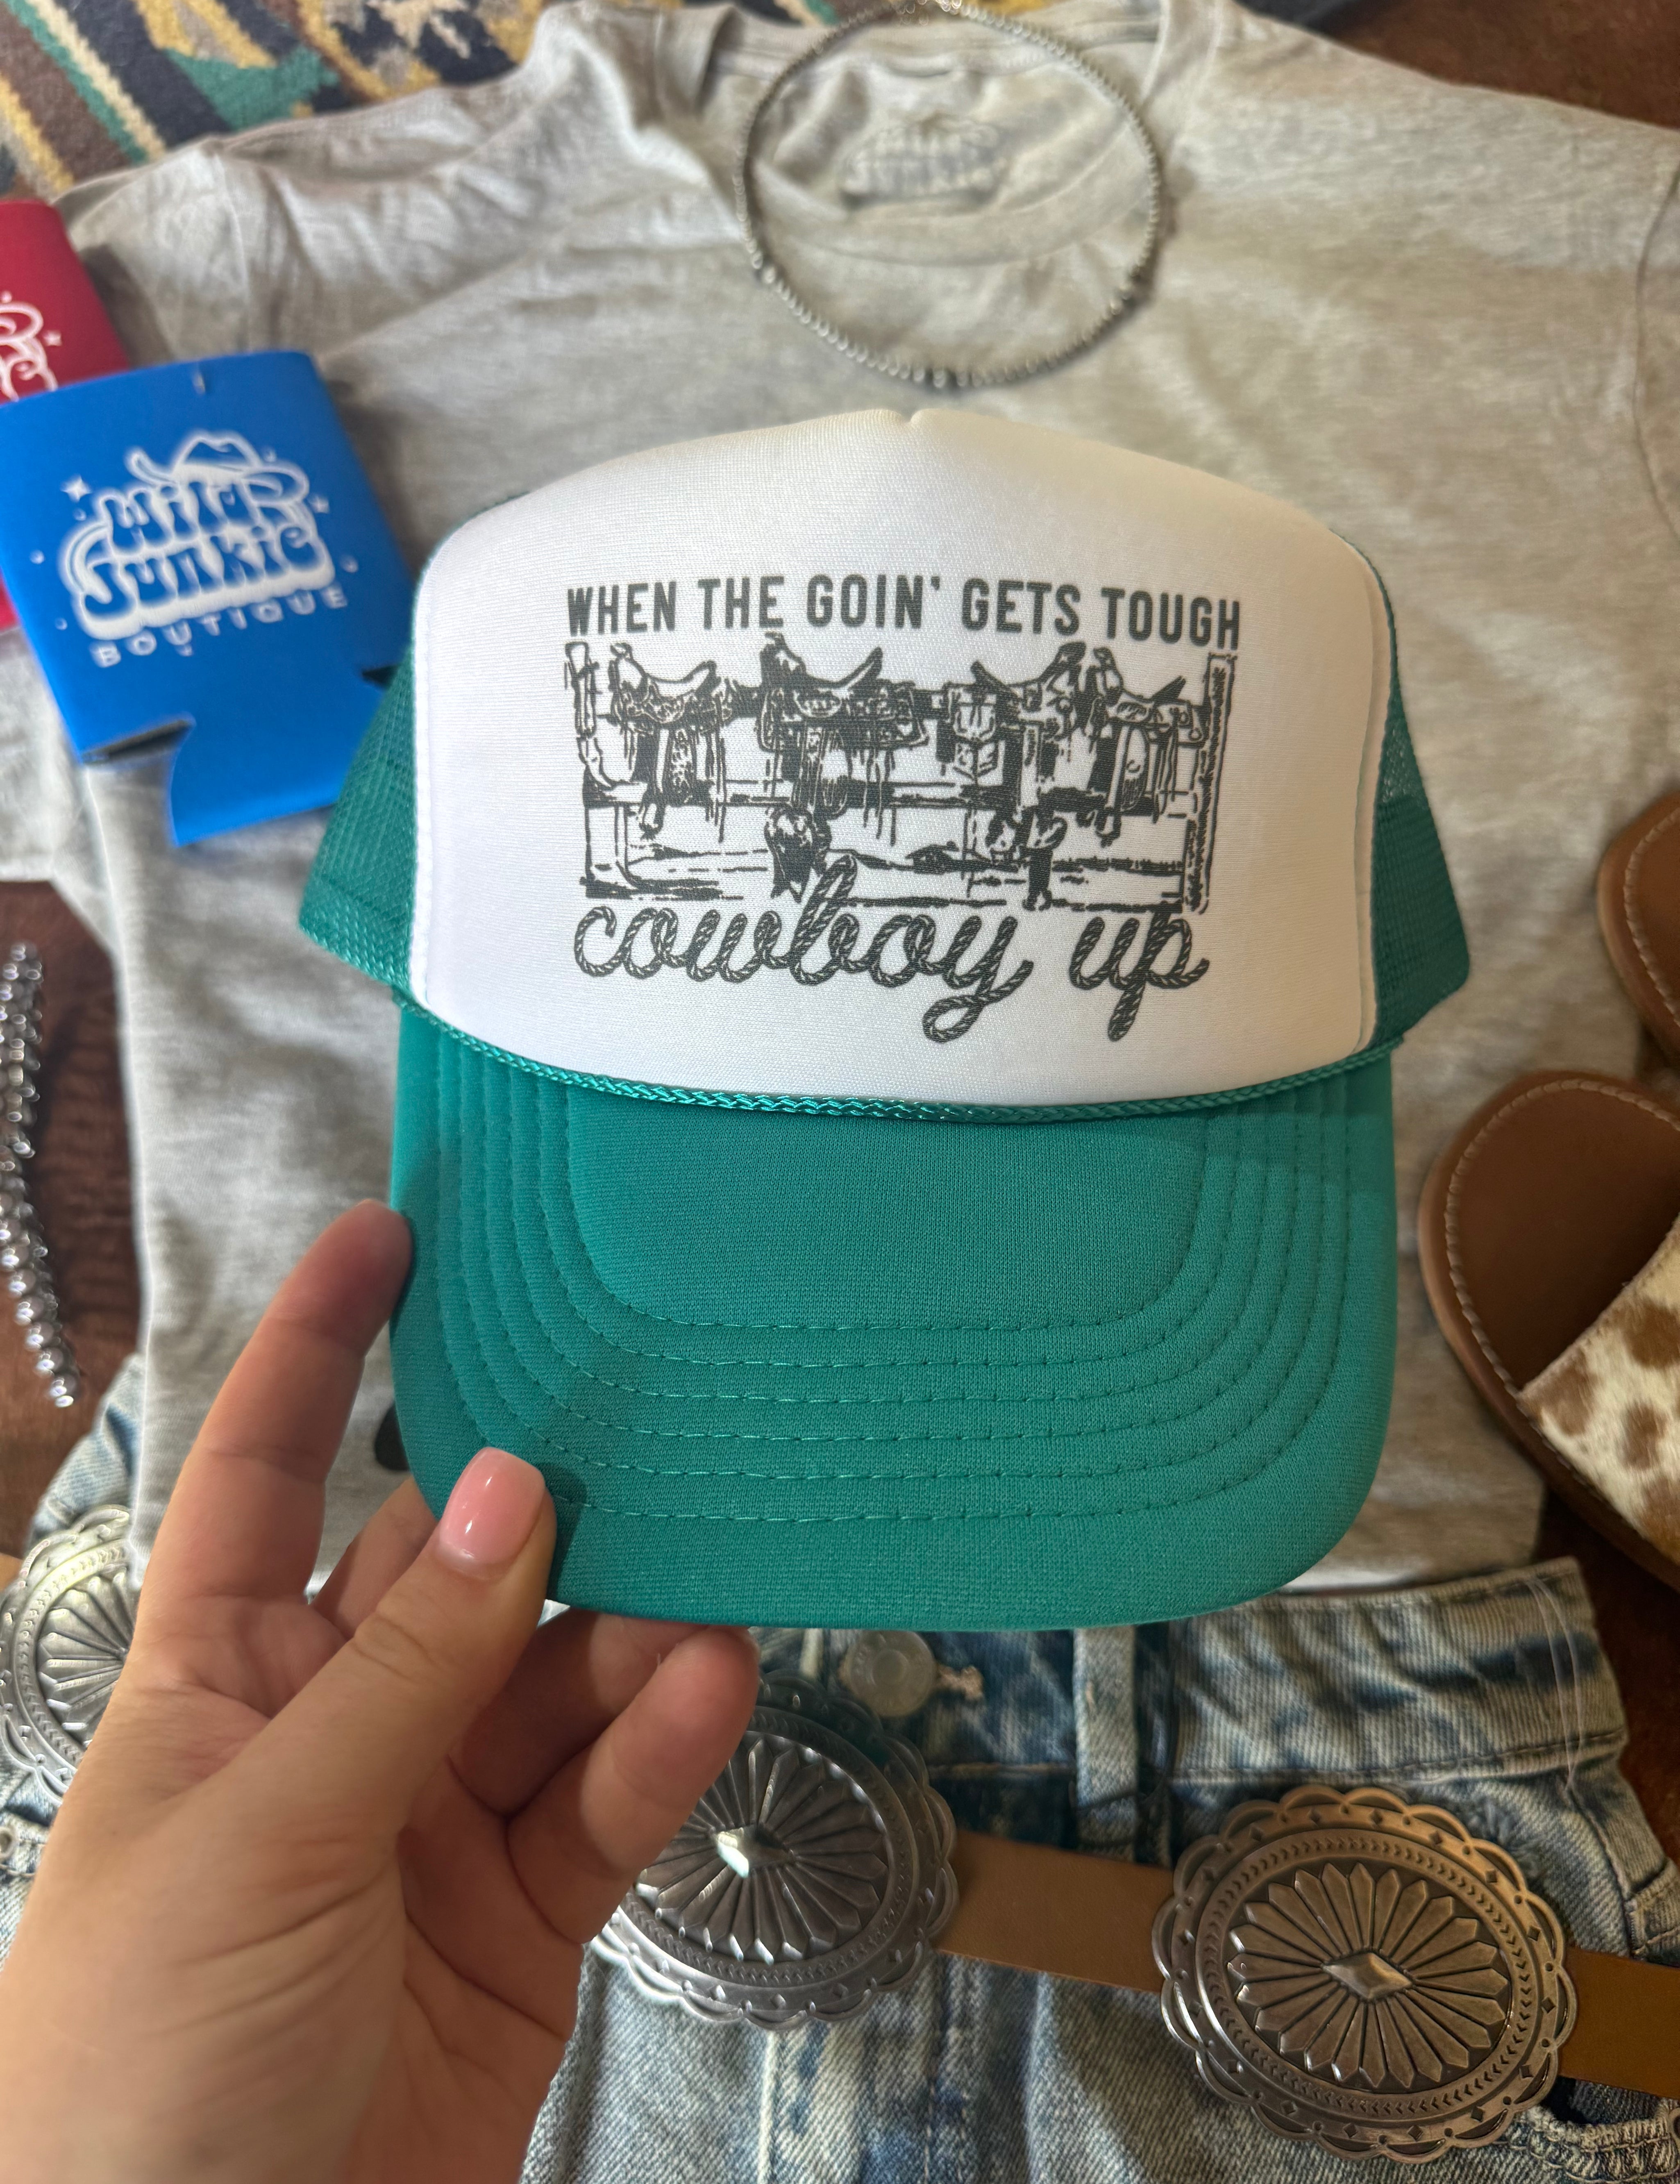 WILD
JUNKIE
BOUTIQUE
WHEN THE GOIN' GETS TOUGH
cowboy up